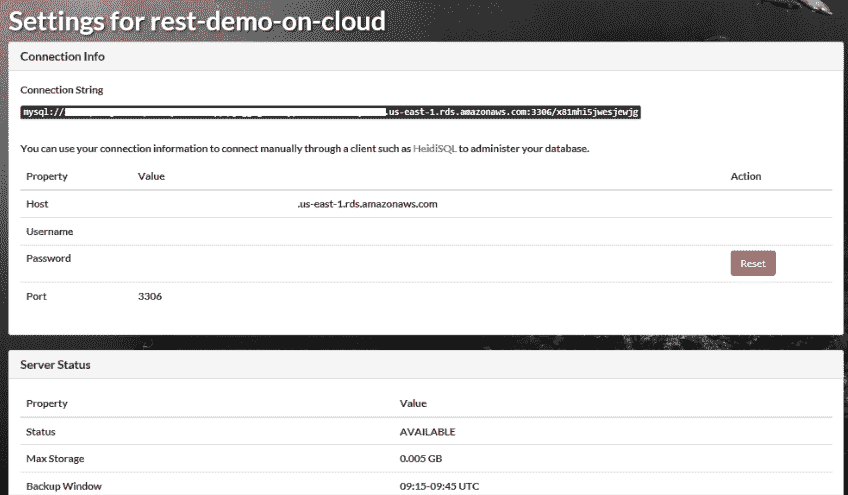 Settings for rest-demo-on-cloud
Connection Info
Connection String
mysql:// .us-east-1.rds.amazonaws.com:3306/x81mhi5jwesjewjg
You can use your connection information to connect manually through a client such as HeidiSQL to administer your database.
Property Value Action
Host .us-east-1.rds.amazonaws.com
Username
Password Reset
Port 3306
Server Status
Property Value
Status AVAILABLE
Max Storage 0.005 GB
Backup Window 09:15-09:45 UTC